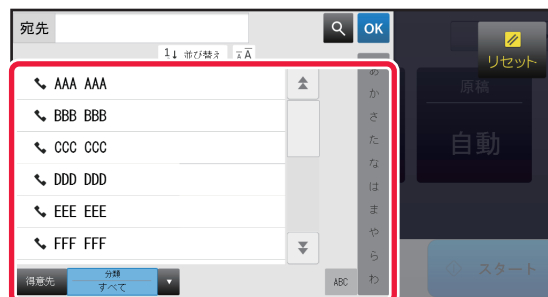 宛先
OK
1↓ 並び替え
リセット
AAA AAA
BBB BBB
CCC CCC
DDD DDD
EEE EEE
FFF FFF
あ
か
さ
た
な
は
ま
や
ら
わ
原稿
自動
得意先
分類
すべて
ABC
スタート